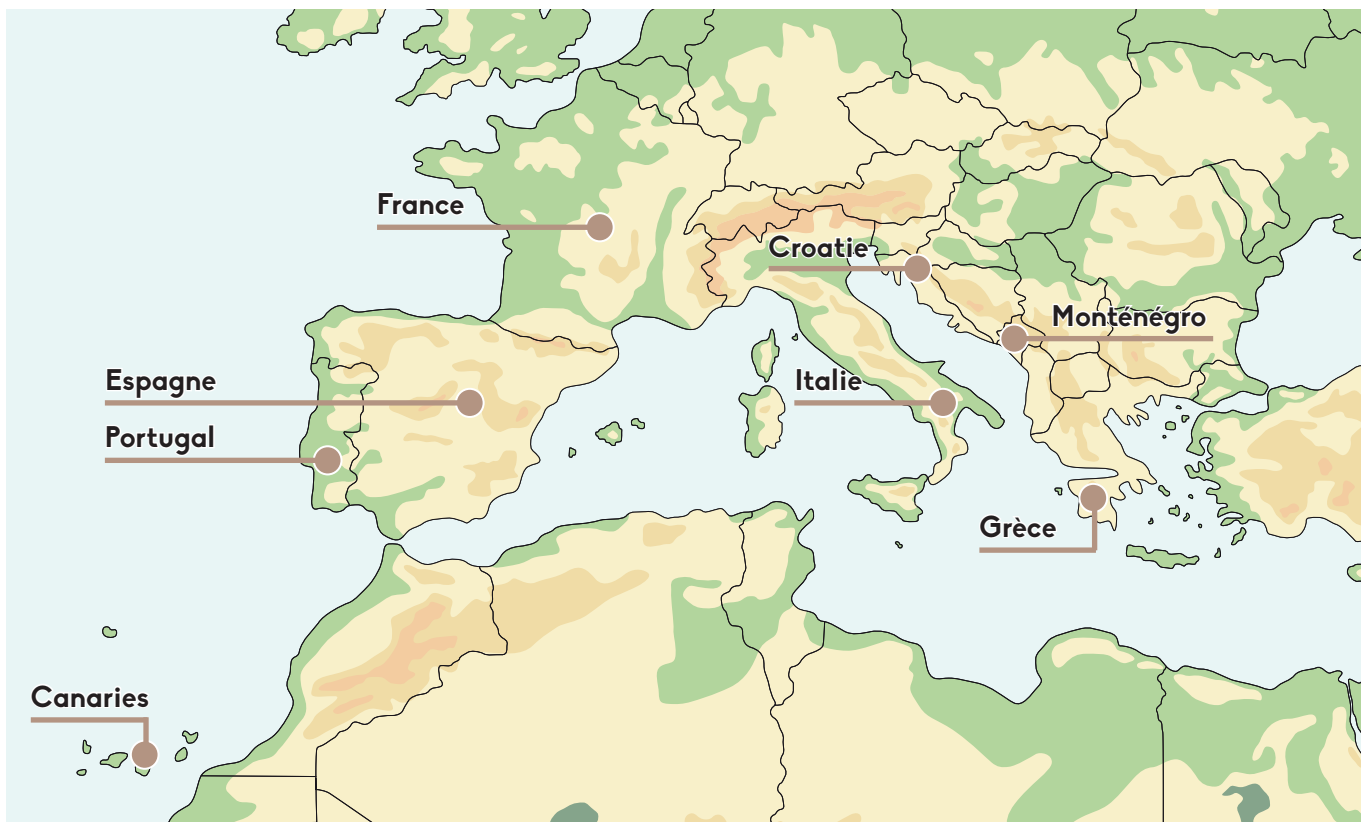 France
Croatie
Monténégro
Espagne
Italie
Portugal
Grèce
Canaries